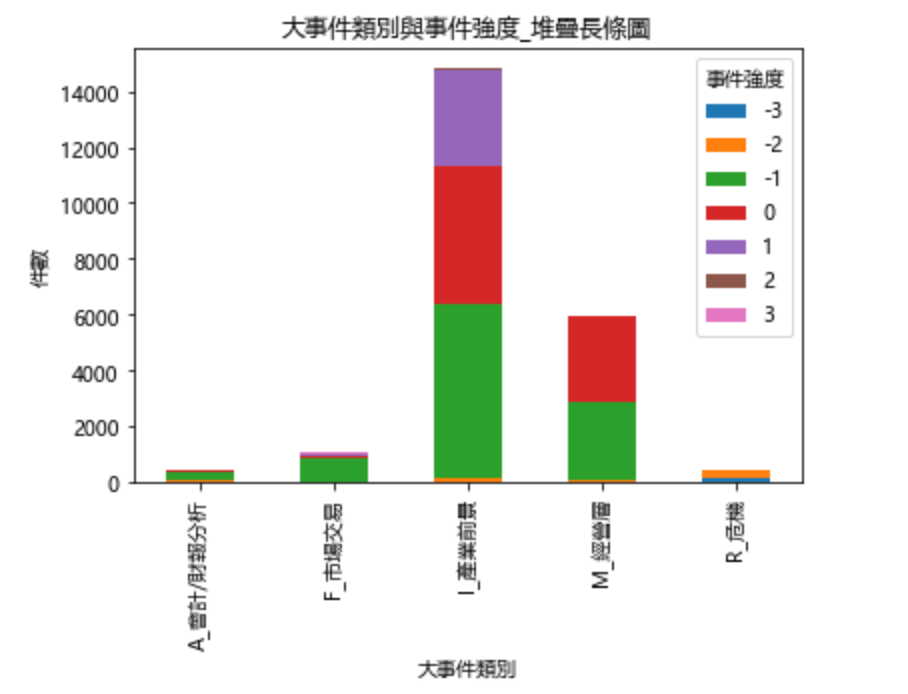 大事件類別與事件強度_堆疊長條圖
事件強度
-3
-2
-1
0
1
2
3
件數
14000
12000
10000
8000
6000
4000
2000
0
A_會計/財報分析
F_市場交易
I_產業前景
M_經營層
R_危機
大事件類別